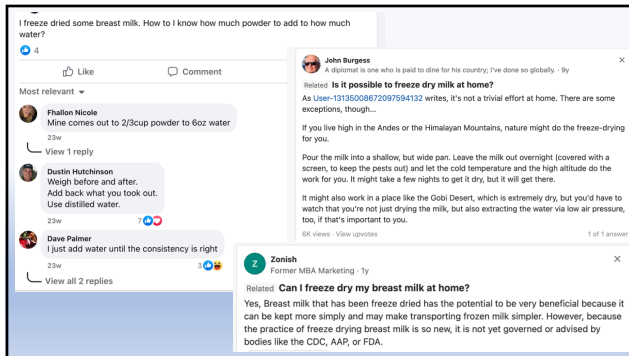 I freeze dried some breast milk. How to I know how much powder to add to how much
water?
4
Like
Comment
Most relevant
Fhallon Nicole
Mine comes out to 2/3cup powder to 6oz water
23w
View 1 reply
Dustin Hutchinson
Weigh before and after.
Add back what you took out.
Use distilled water.
23w
7
Dave Palmer
I just add water until the consistency is right
23w
3
View all 2 replies
John Burgess
A diplomat is one who is paid to dine for his country; I've done so globally. · 9y
Related Is it possible to freeze dry milk at home?
As User-13135008672097594132 writes, it's not a trivial effort at home. There are some
exceptions, though...
If you live high in the Andes or the Himalayan Mountains, nature might do the freeze-drying
for you.
Pour the milk into a shallow, but wide pan. Leave the milk out overnight (covered with a
screen, to keep the pests out) and let the cold temperature and the high altitude do the
work for you. It might take a few nights to get it dry, but it will get there.
It might also work in a place like the Gobi Desert, which is extremely dry, but you'd have to
watch that you're not just drying the milk, but also extracting the water via low air pressure,
too, if that's important to you.
6K views · View upvotes
1 of 1 answer
Z
Zonish
Former MBA Marketing · 1y
Related Can I freeze dry my breast milk at home?
Yes, Breast milk that has been freeze dried has the potential to be very beneficial because it
can be kept more simply and may make transporting frozen milk simpler. However, because
the practice of freeze drying breast milk is so new, it is not yet governed or advised by
bodies like the CDC, AAP, or FDA.